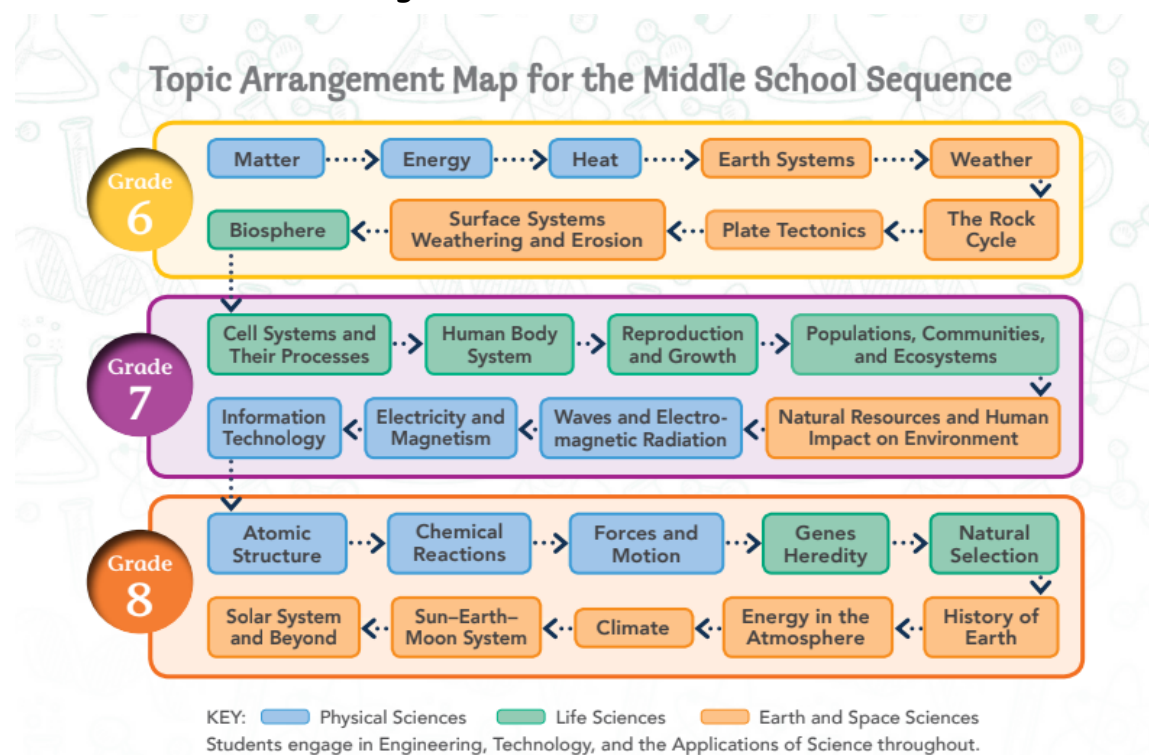 Topic Arrangement Map for the Middle School Sequence
Grade
6
Matter
Energy
Heat
Earth Systems
Weather
The Rock
Cycle
Plate Tectonics
Surface Systems
Weathering and Erosion
Biosphere
Grade
7
Cell Systems and
Their Processes
Human Body
System
Reproduction
and Growth
Populations, Communities,
and Ecosystems
Natural Resources and Human
Impact on Environment
Waves and Electro-
magnetic Radiation
Electricity and
Magnetism
Information
Technology
Grade
8
Atomic
Structure
Chemical
Reactions
Forces and
Motion
Genes
Heredity
Natural
Selection
History of
Earth
Energy in the
Atmosphere
Climate
Sun–Earth–
Moon System
Solar System
and Beyond
KEY: Physical Sciences Life Sciences Earth and Space Sciences
Students engage in Engineering, Technology, and the Applications of Science throughout.